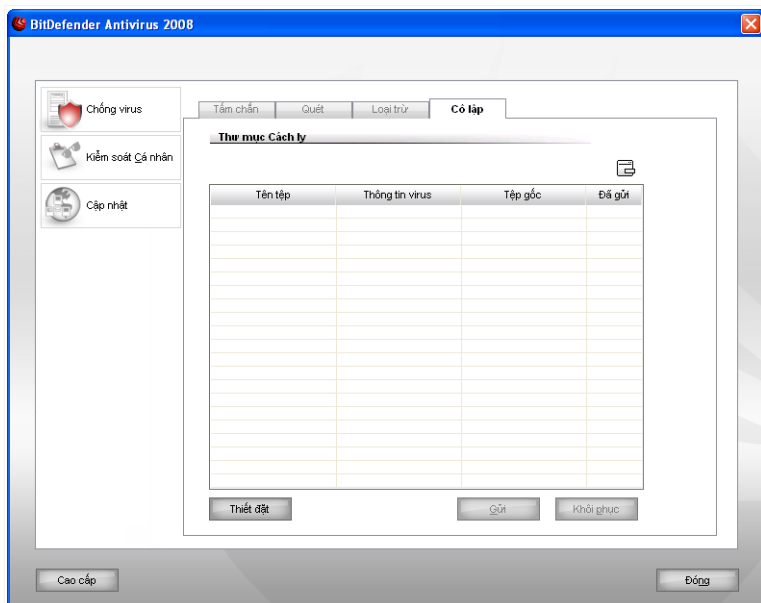 BitDefender Antivirus 2008
Chống virus
Kiểm soát Cá nhân
Cập nhật
Tấm chắn Quét Loại trừ Cô lập
Thư mục Cách ly
Tên tệp Thông tin virus Tệp gốc Đã gửi
Thiết đặt Gửi Khôi phục
Cao cấp Đóng